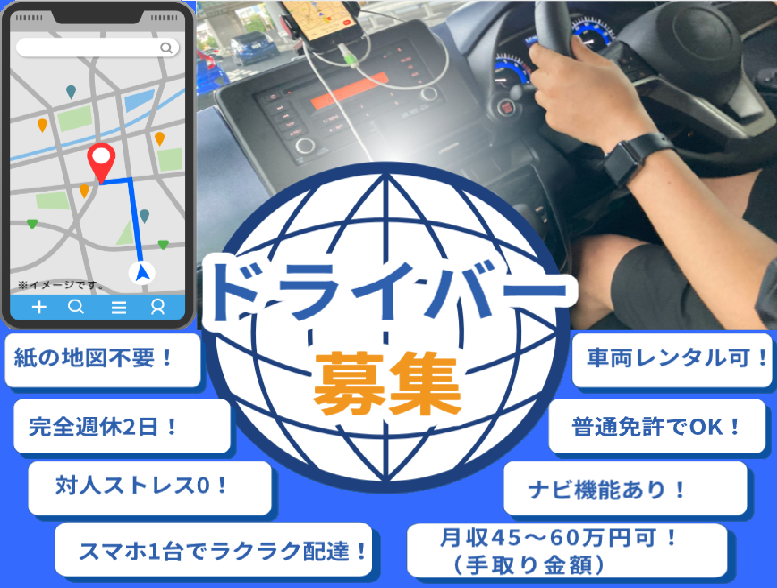 ※イメージです。
ドライバー
募集
紙の地図不要！
車両レンタル可！
完全週休2日！
普通免許でOK！
対人ストレス0！
ナビ機能あり！
スマホ1台でラクラク配達！
月収45～60万円可！
（手取り金額）